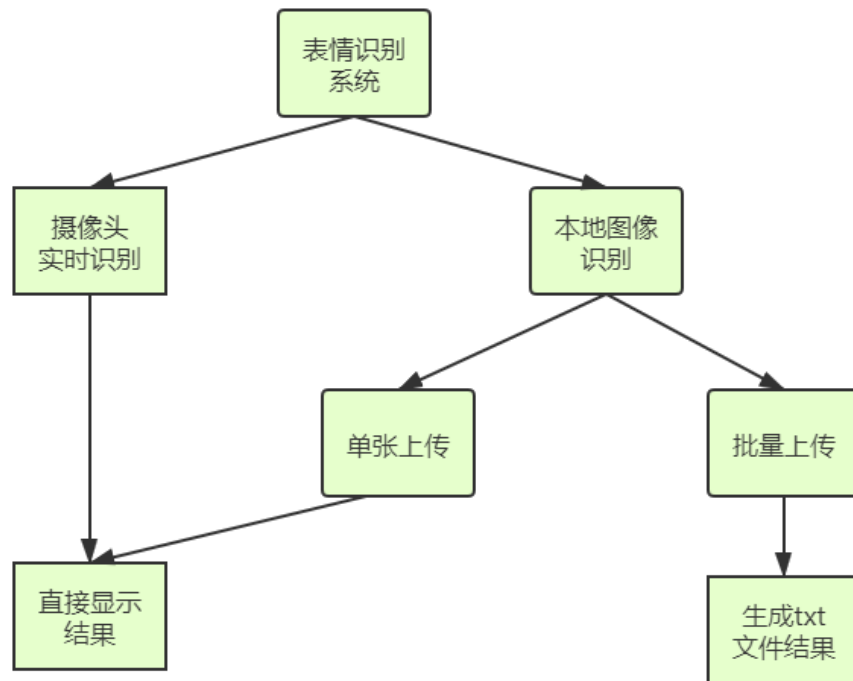 表情识别
系统
摄像头
实时识别
本地图像
识别
单张上传
批量上传
直接显示
结果
生成txt
文件结果